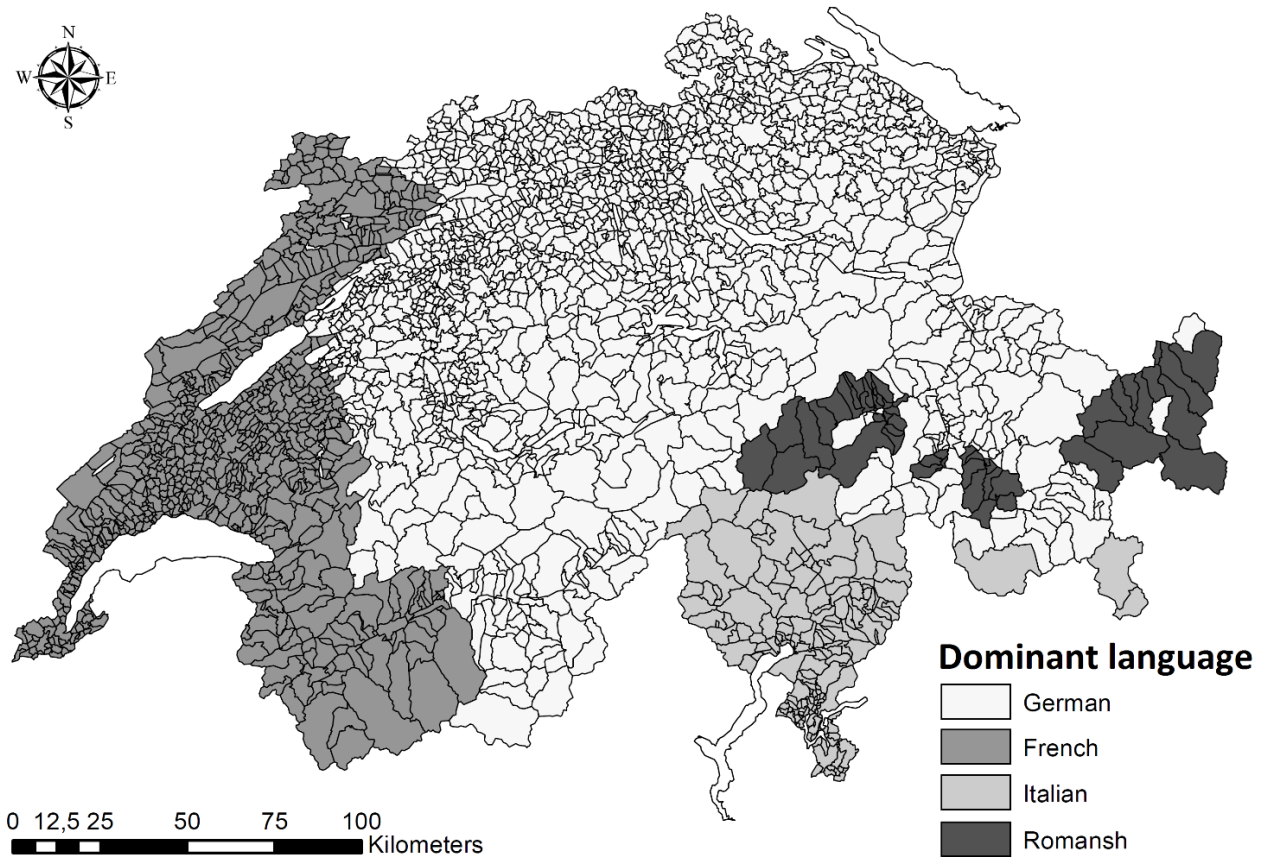 N
W E
S
Dominant language
German
French
Italian
Romansh
0 12,5 25 50 75 100
Kilometers